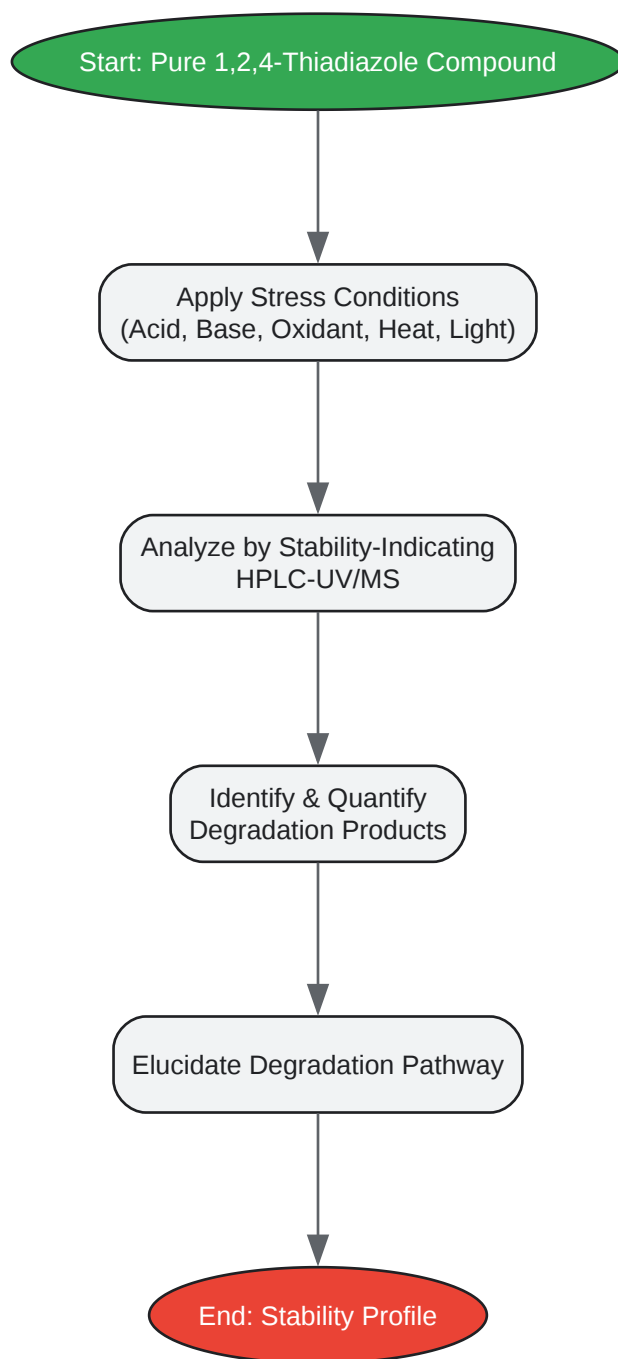 Start: Pure 1,2,4-Thiadiazole Compound
Apply Stress Conditions
(Acid, Base, Oxidant, Heat, Light)
Analyze by Stability-Indicating
HPLC-UV/MS
Identify & Quantify
Degradation Products
Elucidate Degradation Pathway
End: Stability Profile